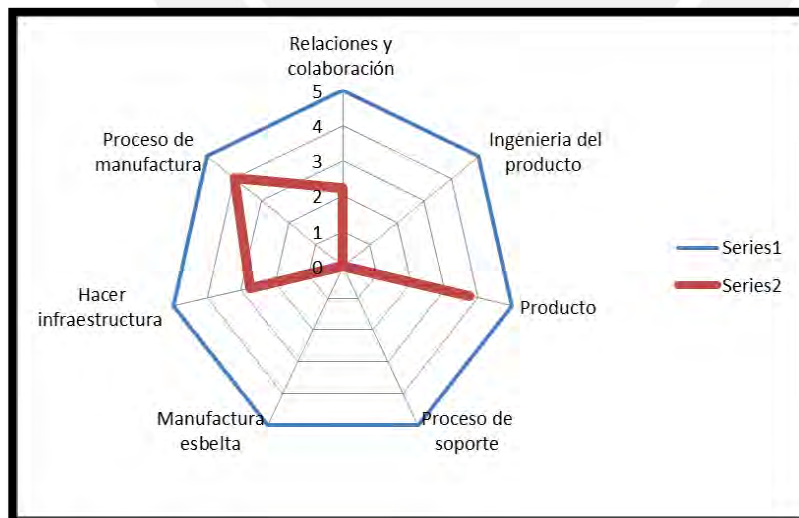 Relaciones y
colaboración
5
4
3
2
1
0
Ingenieria del
producto
Producto
Proceso de
soporte
Manufactura
esbelta
Hacer
infraestructura
Proceso de
manufactura
Series1
Series2